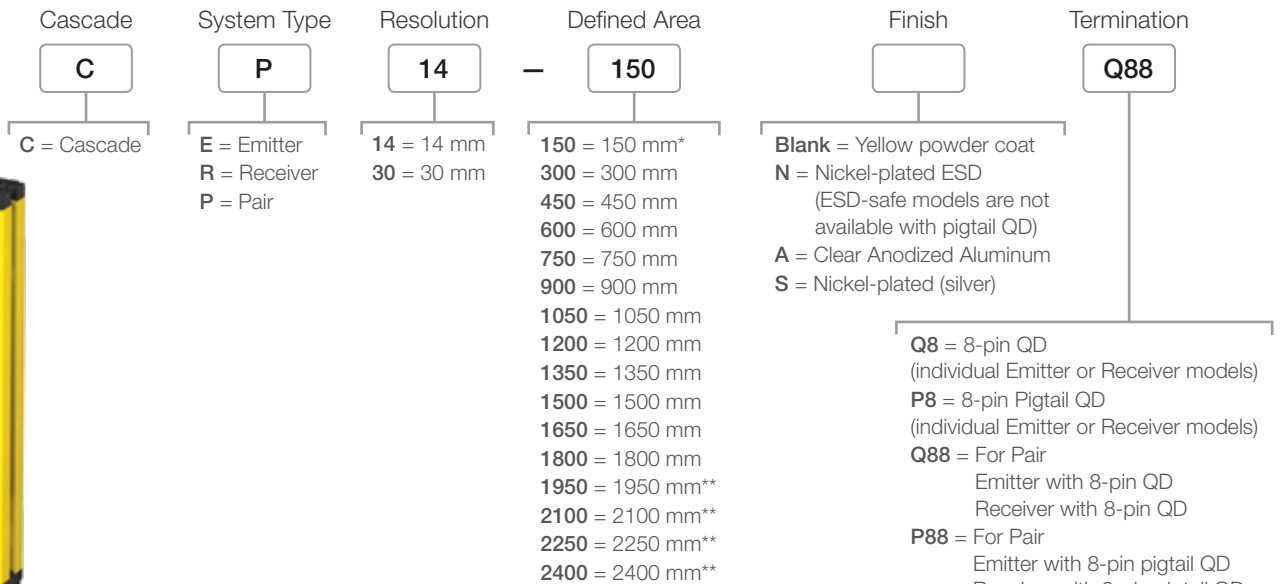 Cascade
System Type
Resolution
Defined Area
Finish
Termination
C
P
14
–
150
Q88
C = Cascade
E = Emitter
R = Receiver
P = Pair
14 = 14 mm
30 = 30 mm
150 = 150 mm*
300 = 300 mm
450 = 450 mm
600 = 600 mm
750 = 750 mm
900 = 900 mm
1050 = 1050 mm
1200 = 1200 mm
1350 = 1350 mm
1500 = 1500 mm
1650 = 1650 mm
1800 = 1800 mm
1950 = 1950 mm**
2100 = 2100 mm**
2250 = 2250 mm**
2400 = 2400 mm**
Blank = Yellow powder coat
N = Nickel-plated ESD
(ESD-safe models are not
available with pigtail QD)
A = Clear Anodized Aluminum
S = Nickel-plated (silver)
Q8 = 8-pin QD
(individual Emitter or Receiver models)
P8 = 8-pin Pigtail QD
(individual Emitter or Receiver models)
Q88 = For Pair
Emitter with 8-pin QD
Receiver with 8-pin QD
P88 = For Pair
Emitter with 8-pin pigtail QD